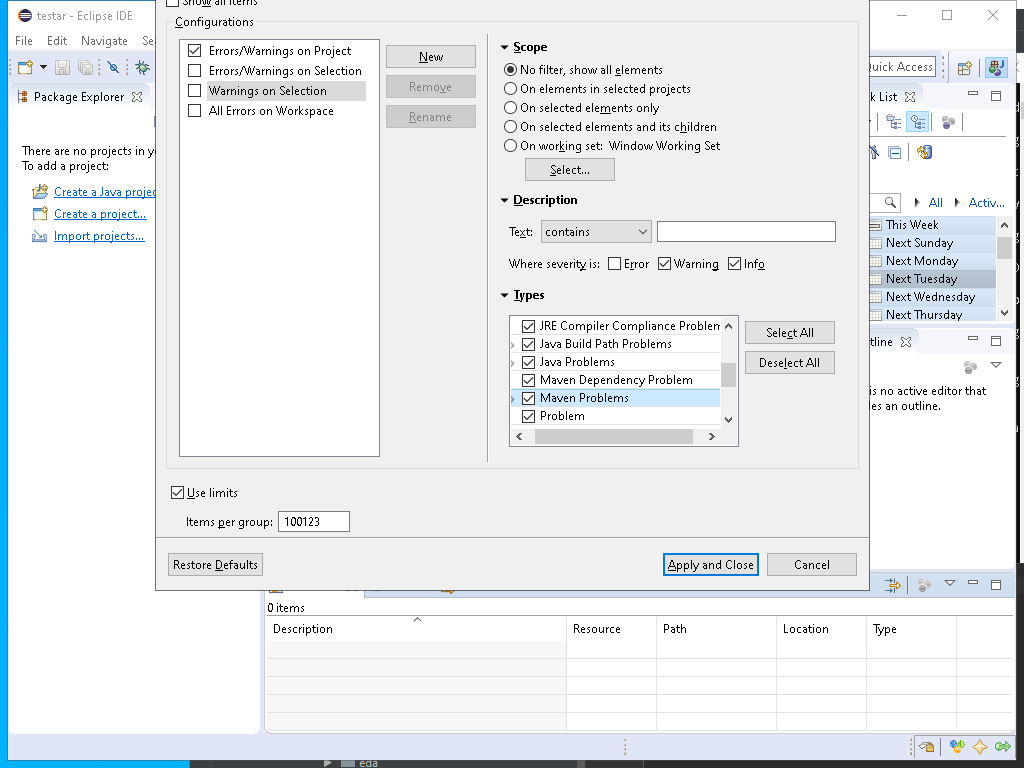 testar - Eclipse IDE
Show all items
File Edit Navigate Se
Configurations
Errors/Warnings on Project
Errors/Warnings on Selection
Warnings on Selection
All Errors on Workspace
New
Remove
Rename
Scope
No filter, show all elements
On elements in selected projects
On selected elements only
On selected elements and its children
On working set: Window Working Set
Select...
Description
Text: contains
Where severity is: Error Warning Info
Types
JRE Compiler Compliance Problem
Java Build Path Problems
Java Problems
Maven Dependency Problem
Maven Problems
Problem
Select All
Deselect All
Use limits
Items per group: 100123
Restore Defaults
Apply and Close
Cancel
Package Explorer
There are no projects in y
To add a project:
Create a Java projec
Create a project...
Import projects...
Quick Access
k List
All Activ...
This Week
Next Sunday
Next Monday
Next Tuesday
Next Wednesday
Next Thursday
tline
is no active editor that
des an outline.
0 items
Description Resource Path Location Type
eda